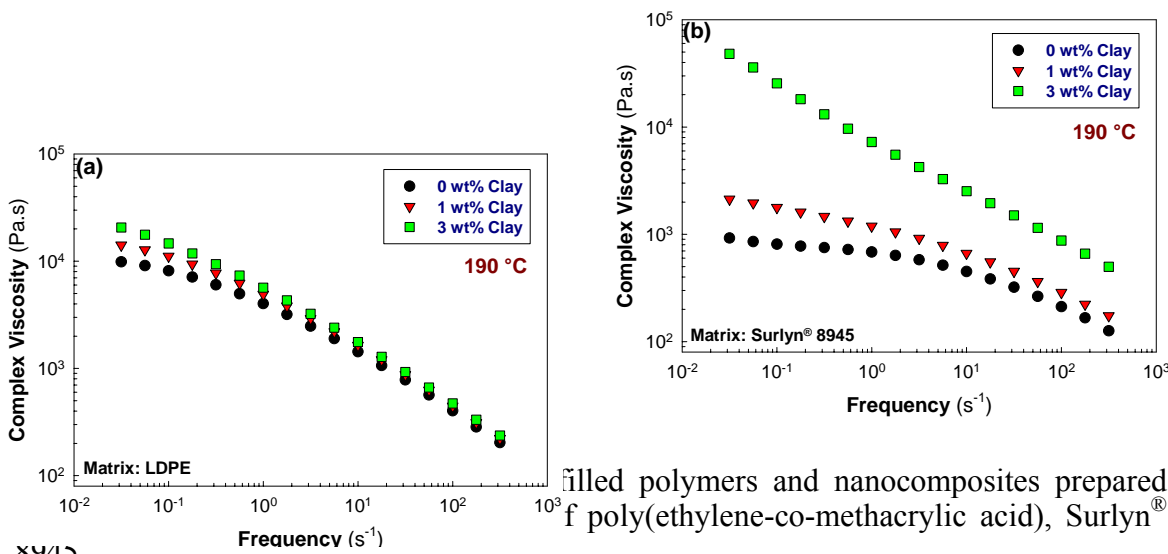 (b)
0 wt% Clay
1 wt% Clay
3 wt% Clay
190 °C
Matrix: Surlyn® 8945
Complex Viscosity (Pa.s)
10⁵
10⁴
10³
10²
10⁻²
10⁻¹
10⁰
10¹
10²
10³
Frequency (s⁻¹)
(a)
0 wt% Clay
1 wt% Clay
3 wt% Clay
190 °C
Matrix: LDPE
Complex Viscosity (Pa.s)
10⁵
10⁴
10³
10²
10⁻²
10⁻¹
10⁰
10¹
10²
10³
Frequency (s⁻¹)
filled polymers and nanocomposites prepared
f poly(ethylene-co-methacrylic acid), Surlyn®